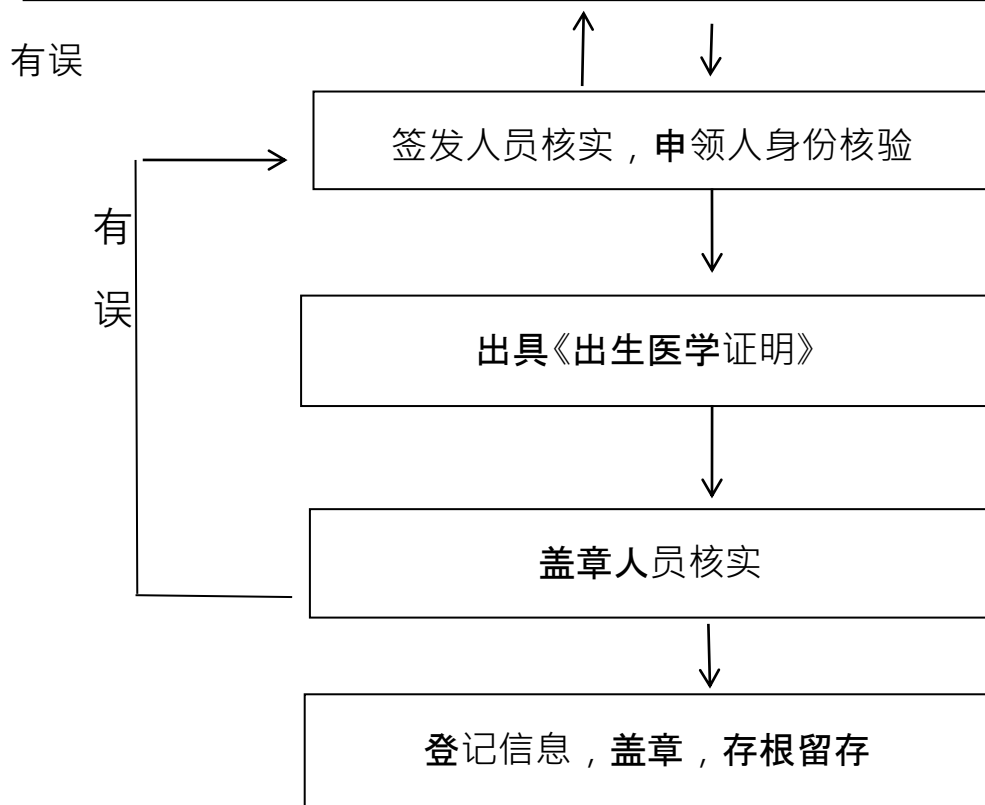 有误
签发人员核实，申领人身份核验
有
误
出具《出生医学证明》
盖章人员核实
登记信息，盖章，存根留存